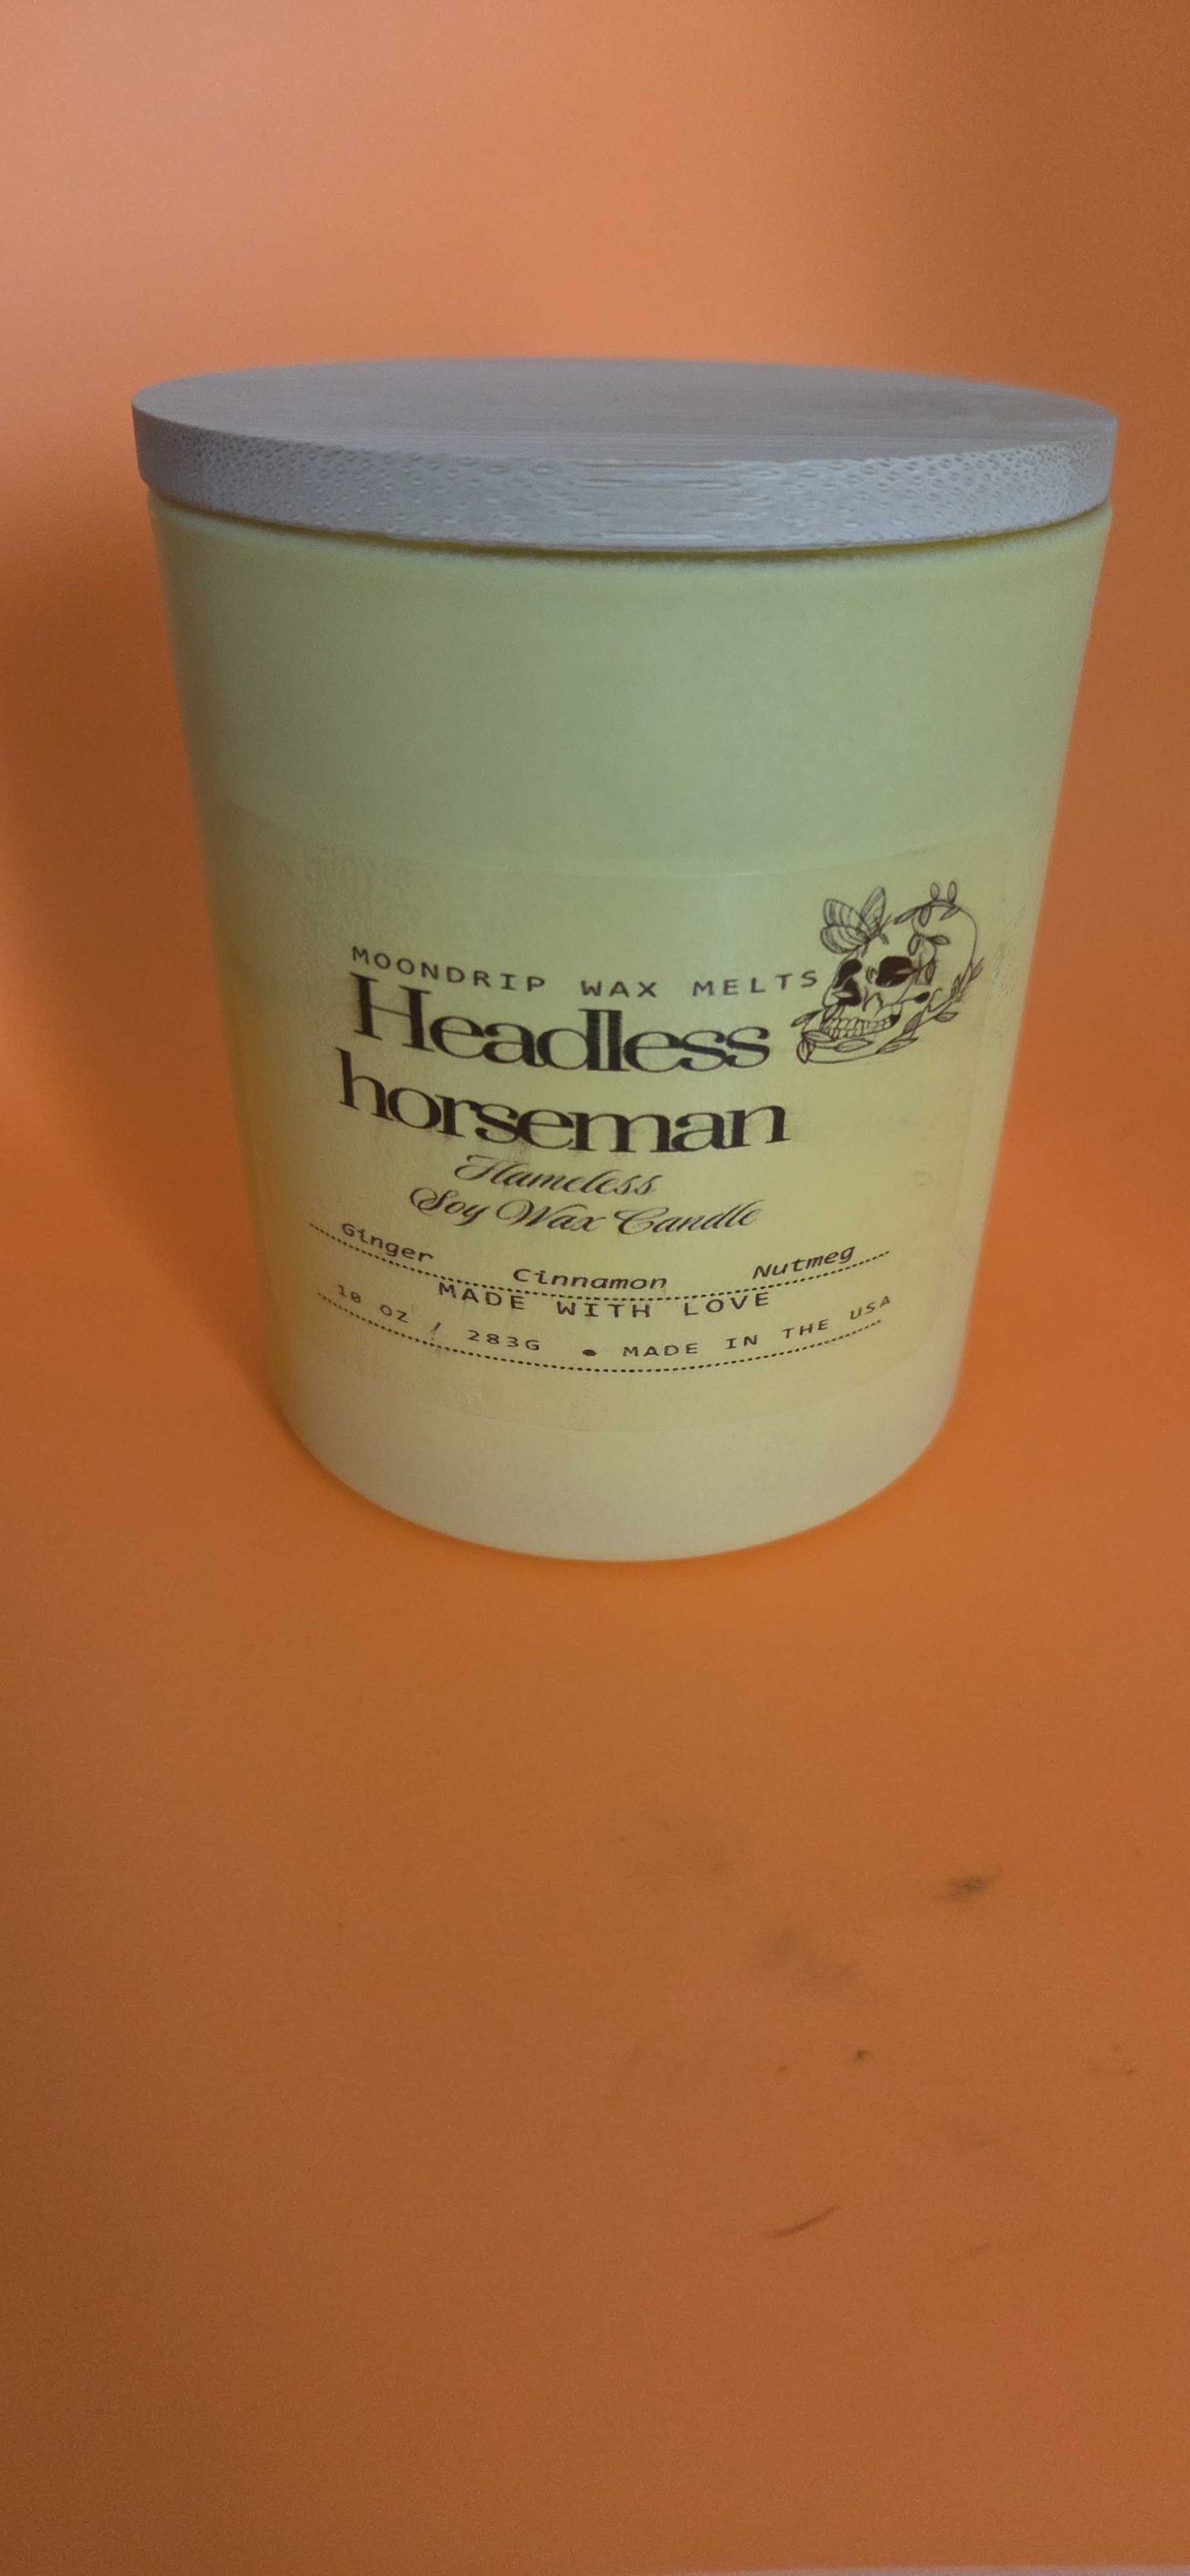 MOONDRIP WAX MELTS
Headless
horseman
Flameless
Soy Wax Candle
Ginger Cinnamon Nutmeg
MADE WITH LOVE
10 OZ / 283G • MADE IN THE USA